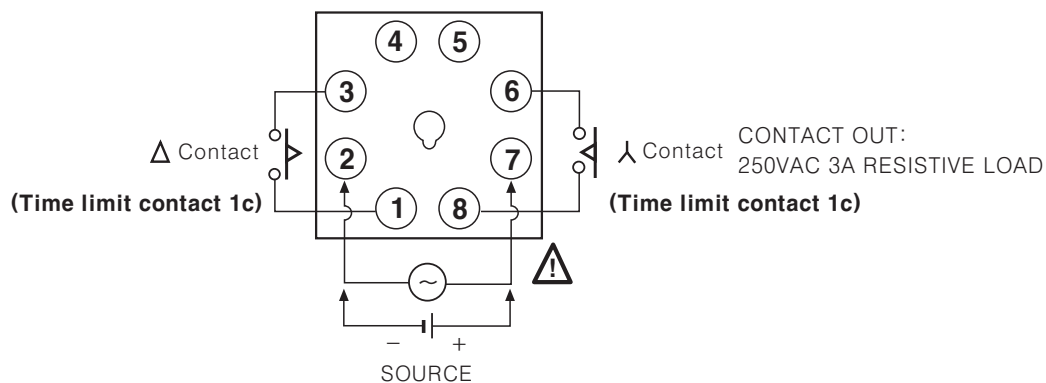 4 5
3 6
Δ Contact 2 7 ⅄ Contact CONTACT OUT:
250VAC 3A RESISTIVE LOAD
(Time limit contact 1c) 1 8 (Time limit contact 1c)
!
~
− +
SOURCE